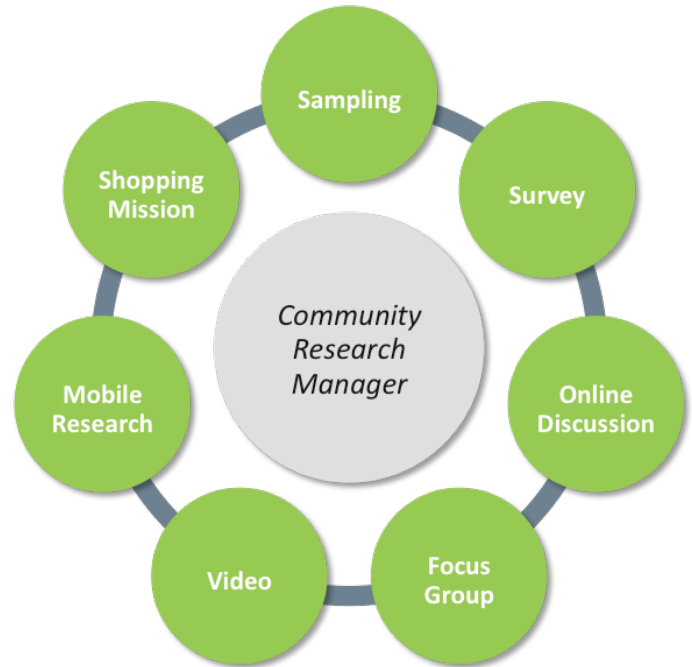 Sampling
Survey
Online
Discussion
Focus
Group
Video
Mobile
Research
Shopping
Mission
Community
Research
Manager